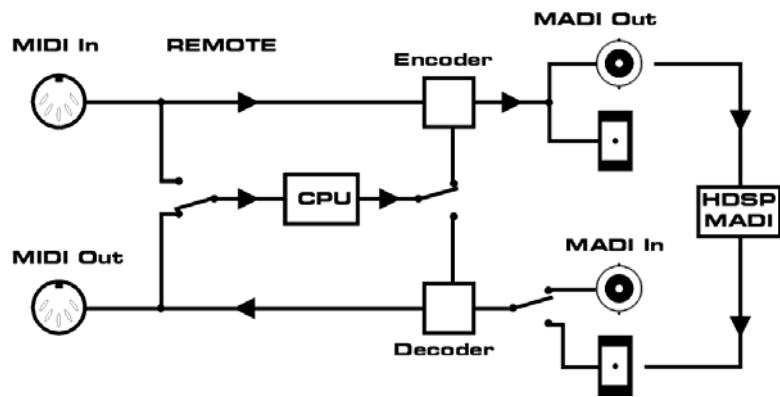 MIDI In
REMOTE
Encoder
MADI Out
CPU
HDSP
MADI
MIDI Out
MADI In
Decoder